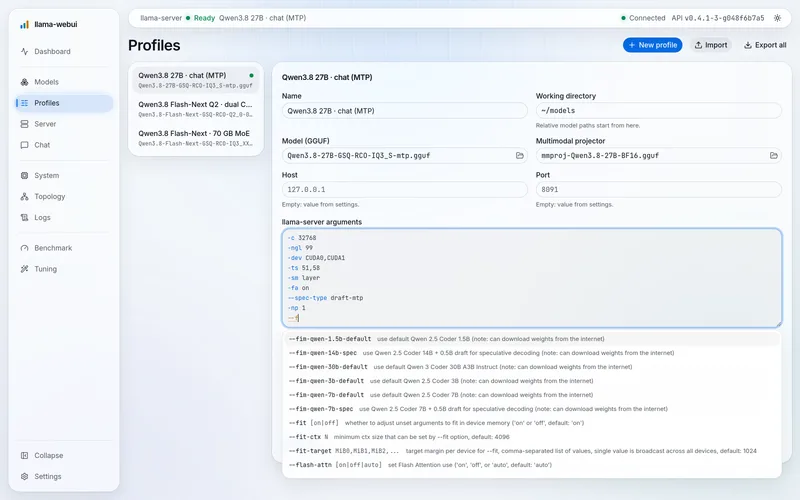 llama-webui
llama-server Ready Qwen3.8 27B · chat (MTP)
Connected API v0.4.1-3-g048f6b7a5
Dashboard
Models
Profiles
Server
Chat
System
Topology
Logs
Benchmark
Tuning
Collapse
Settings
Profiles
New profile
Import
Export all
Qwen3.8 27B · chat (MTP)
Qwen3.8-27B-GSQ-RCO-IQ3_S-mtp.gguf
Qwen3.8 Flash-Next Q2 · dual C...
Qwen3.8-Flash-Next-GSQ-RCO-Q2_0-0...
Qwen3.8 Flash-Next · 70 GB MoE
Qwen3.8-Flash-Next-GSQ-RCO-IQ3_XX...
Qwen3.8 27B · chat (MTP)
Name
Qwen3.8 27B · chat (MTP)
Working directory
~/models
Relative model paths start from here.
Model (GGUF)
Qwen3.8-27B-GSQ-RCO-IQ3_S-mtp.gguf
Multimodal projector
mmproj-Qwen3.8-27B-BF16.gguf
Host
127.0.0.1
Empty: value from settings.
Port
8091
Empty: value from settings.
llama-server arguments
-c 32768
-ngl 99
-dev CUDA0,CUDA1
-ts 51,58
-sm layer
-fa on
--spec-type draft-mtp
-np 1
--f
--fim-qwen-1.5b-default use default Qwen 2.5 Coder 1.5B (note: can download weights from the internet)
--fim-qwen-14b-spec use Qwen 2.5 Coder 14B + 0.5B draft for speculative decoding (note: can download weights from the internet)
--fim-qwen-30b-default use default Qwen 3 Coder 30B A3B Instruct (note: can download weights from the internet)
--fim-qwen-3b-default use default Qwen 2.5 Coder 3B (note: can download weights from the internet)
--fim-qwen-7b-default use default Qwen 2.5 Coder 7B (note: can download weights from the internet)
--fim-qwen-7b-spec use Qwen 2.5 Coder 7B + 0.5B draft for speculative decoding (note: can download weights from the internet)
--fit [on|off] whether to adjust unset arguments to fit in device memory ('on' or 'off', default: 'on')
--fit-ctx N minimum ctx size that can be set by --fit option, default: 4096
--fit-target MiB0,MiB1,MiB2,... target margin per device for --fit, comma-separated list of values, single value is broadcast across all devices, default: 1024
--flash-attn [on|off|auto] set Flash Attention use ('on', 'off', or 'auto', default: 'auto')